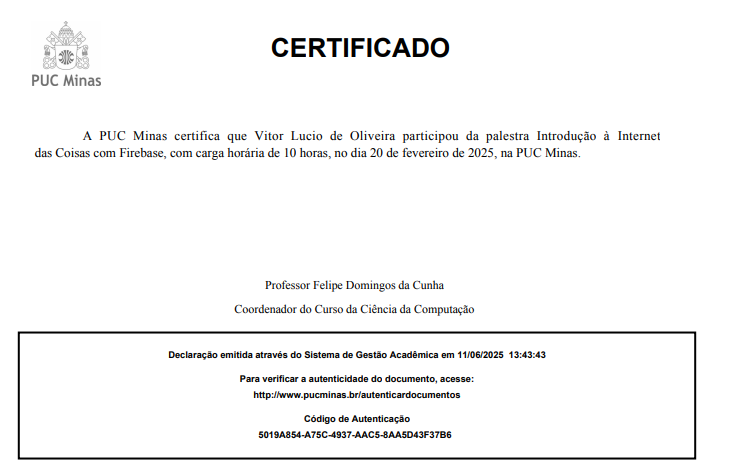 PUC Minas
CERTIFICADO
A PUC Minas certifica que Vitor Lucio de Oliveira participou da palestra Introdução à Internet
das Coisas com Firebase, com carga horária de 10 horas, no dia 20 de fevereiro de 2025, na PUC Minas.
Professor Felipe Domingos da Cunha
Coordenador do Curso da Ciência da Computação
Declaração emitida através do Sistema de Gestão Acadêmica em 11/06/2025 13:43:43
Para verificar a autenticidade do documento, acesse:
http://www.pucminas.br/autenticardocumentos
Código de Autenticação
5019A854-A75C-4937-AAC5-8AA5D43F37B6